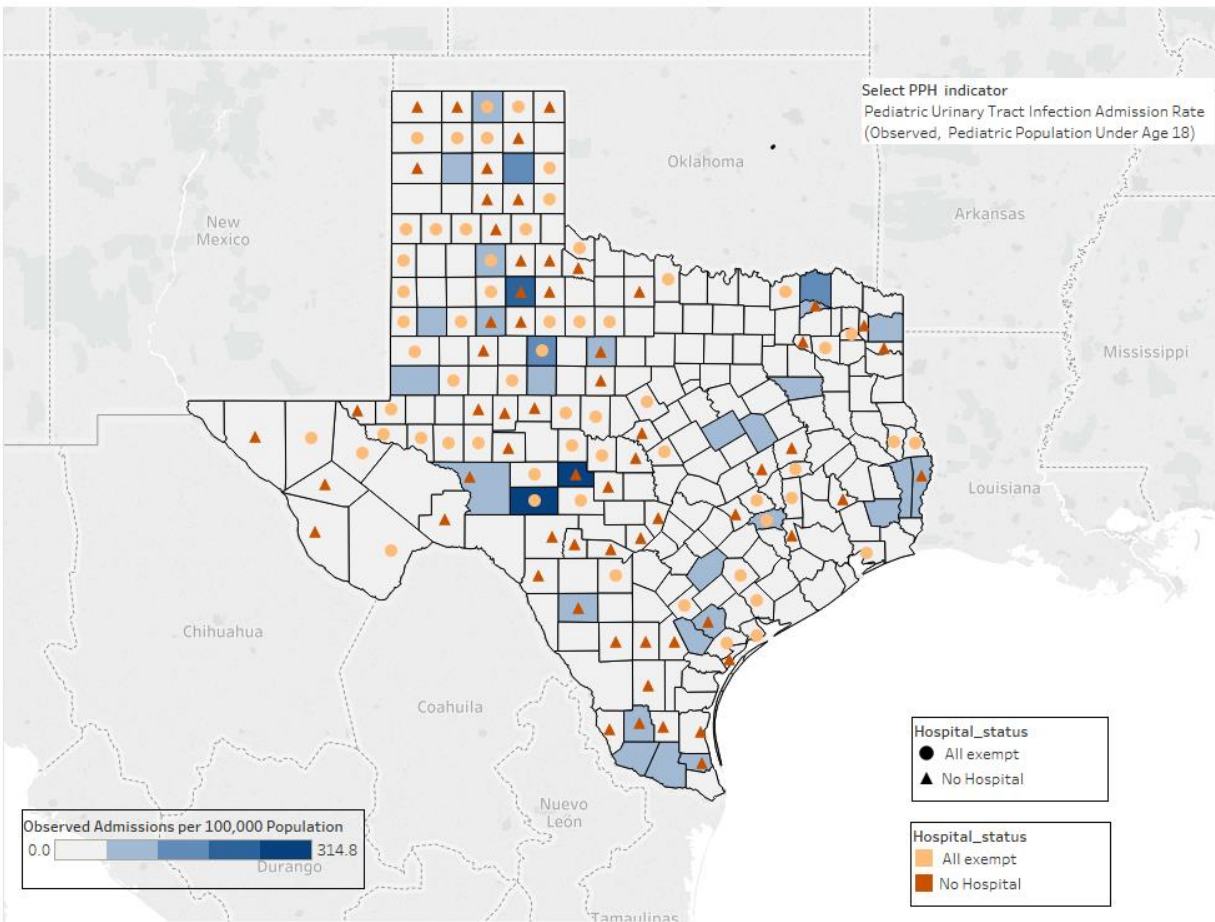 Select PPH indicator
Pediatric Urinary Tract Infection Admission Rate
(Observed, Pediatric Population Under Age 18)
Oklahoma
Arkansas
New
Mexico
Mississippi
Louisiana
Chihuahua
Coahuila
Nuevo
León
Durango
Tamaulipas
Hospital_status
All exempt
No Hospital
Observed Admissions per 100,000 Population
0.0 314.8
Hospital_status
All exempt
No Hospital